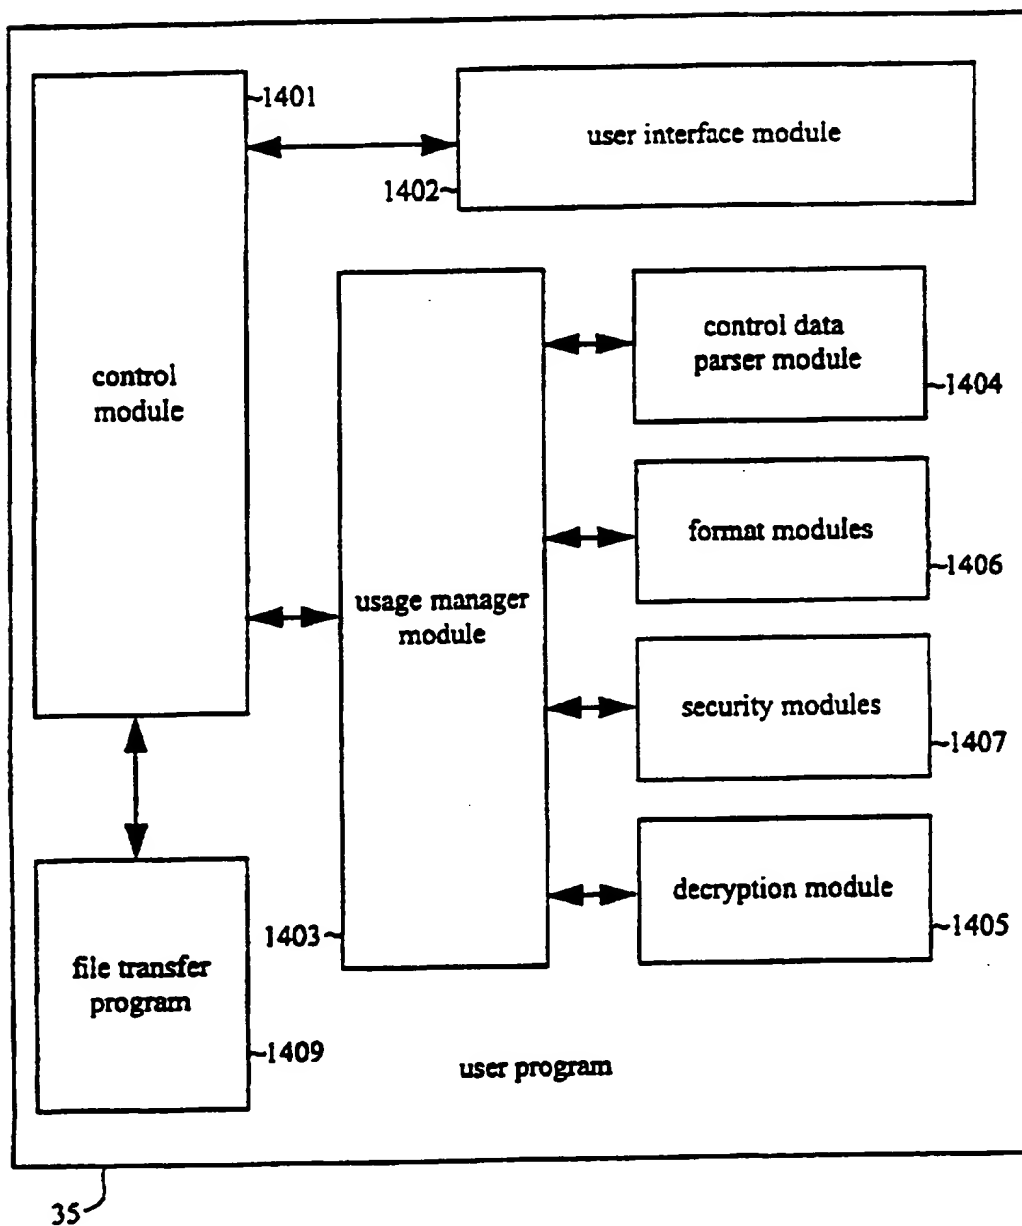 1401
user interface module
1402
control data
parser module
1404
control
module
format modules
1406
usage manager
module
security modules
1407
decryption module
1405
1403
file transfer
program
1409
user program
35